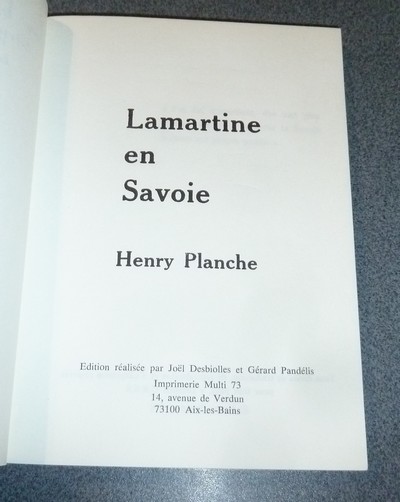 Lamartine
en
Savoie
Henry Planche
Edition réalisée par Joël Desbiolles et Gérard Pandélis
Imprimerie Multi 73
14, avenue de Verdun
73100 Aix-les-Bains